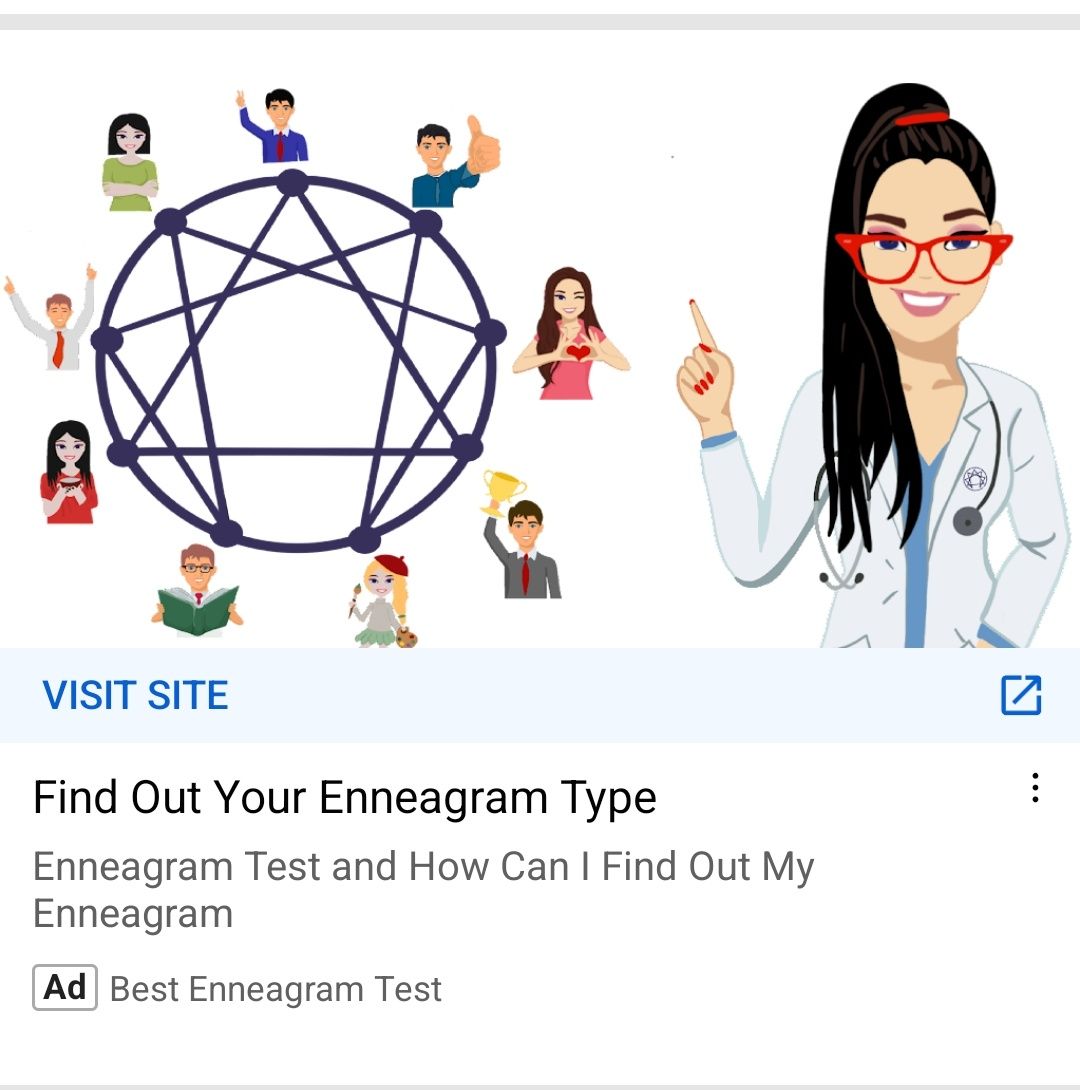 VISIT SITE
Find Out Your Enneagram Type
Enneagram Test and How Can I Find Out My
Enneagram
Ad Best Enneagram Test